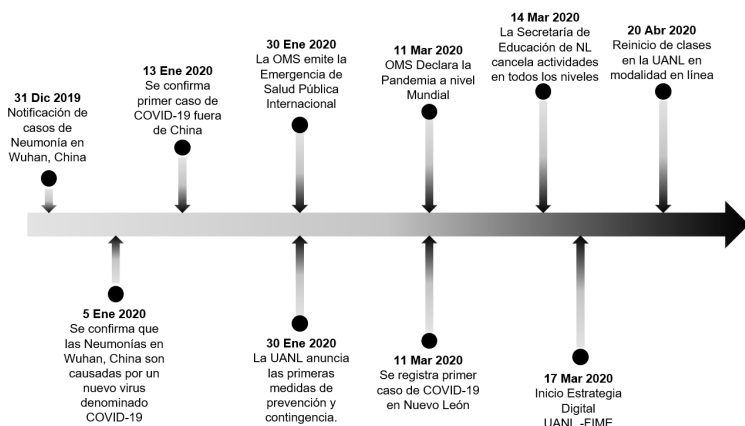 31 Dic 2019
Notificación de
casos de
Neumonía en
Wuhan, China
13 Ene 2020
Se confirma
primer caso de
COVID-19 fuera
de China
30 Ene 2020
La OMS emite la
Emergencia de
Salud Pública
Internacional
11 Mar 2020
OMS Declara la
Pandemia a nivel
Mundial
14 Mar 2020
La Secretaría de
Educación de NL
cancela actividades
en todos los niveles
20 Abr 2020
Reinicio de clases
en la UANL en
modalidad en línea
5 Ene 2020
Se confirma que
las Neumonías en
Wuhan, China son
causadas por un
nuevo virus
denominado
COVID-19
30 Ene 2020
La UANL anuncia
las primeras
medidas de
prevención y
contingencia.
11 Mar 2020
Se registra primer
caso de COVID-19
en Nuevo León
17 Mar 2020
Inicio Estrategia
Digital
UANL -FIME